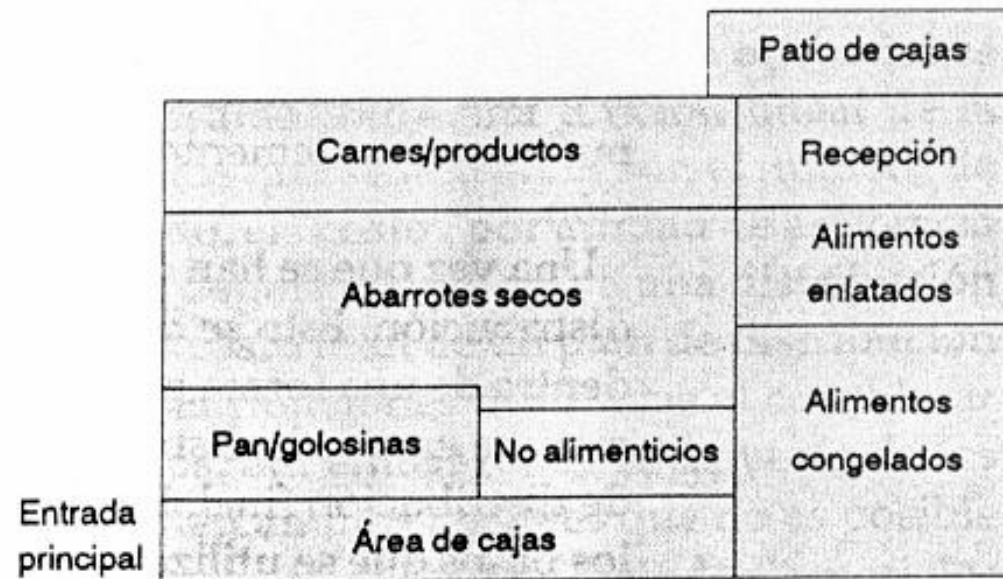 Patio de cajas
Carnes/productos
Recepción
Alimentos
enlatados
Abarrotes secos
Alimentos
congelados
Pan/golosinas
No alimenticios
Entrada
principal
Área de cajas